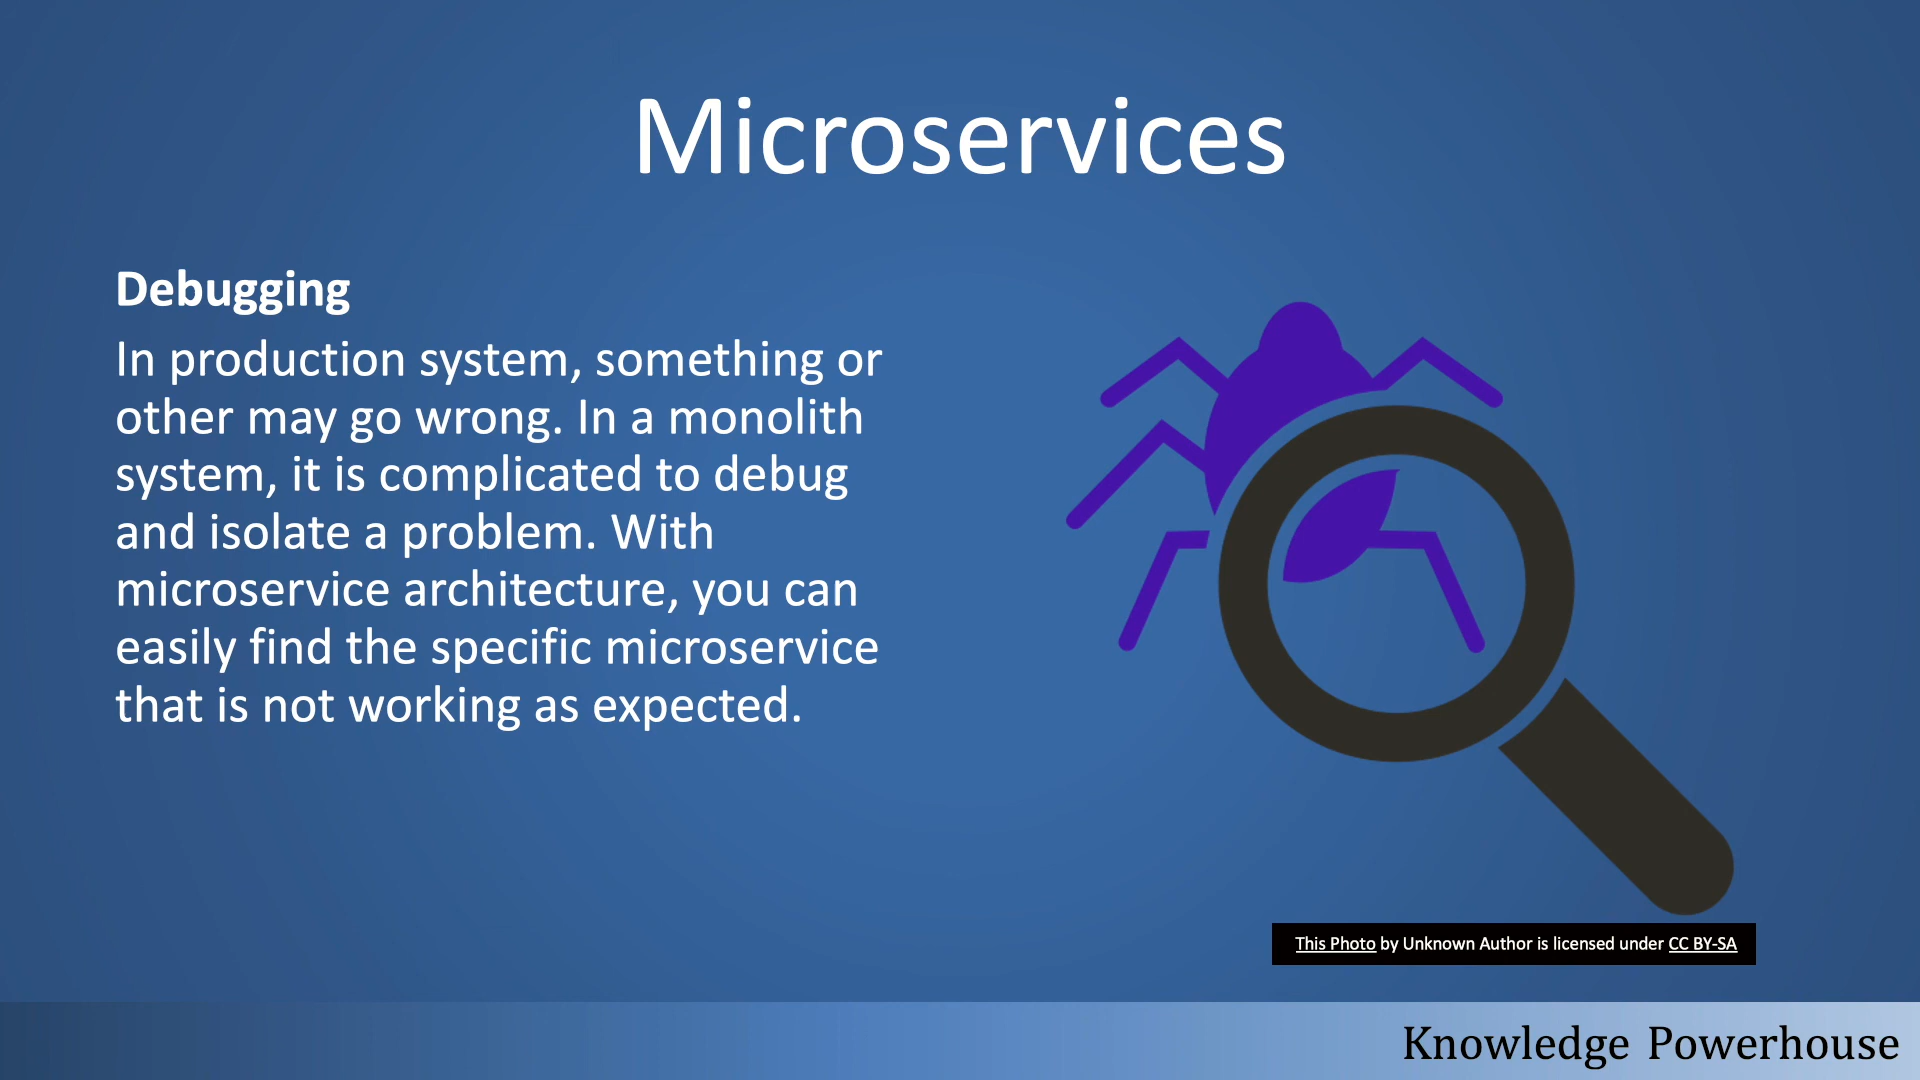 Microservices
Debugging
In production system, something or
other may go wrong. In a monolith
system, it is complicated to debug
and isolate a problem. With
microservice architecture, you can
easily find the specific microservice
that is not working as expected.
This Photo by Unknown Author is licensed under CC BY-SA
Knowledge Powerhouse